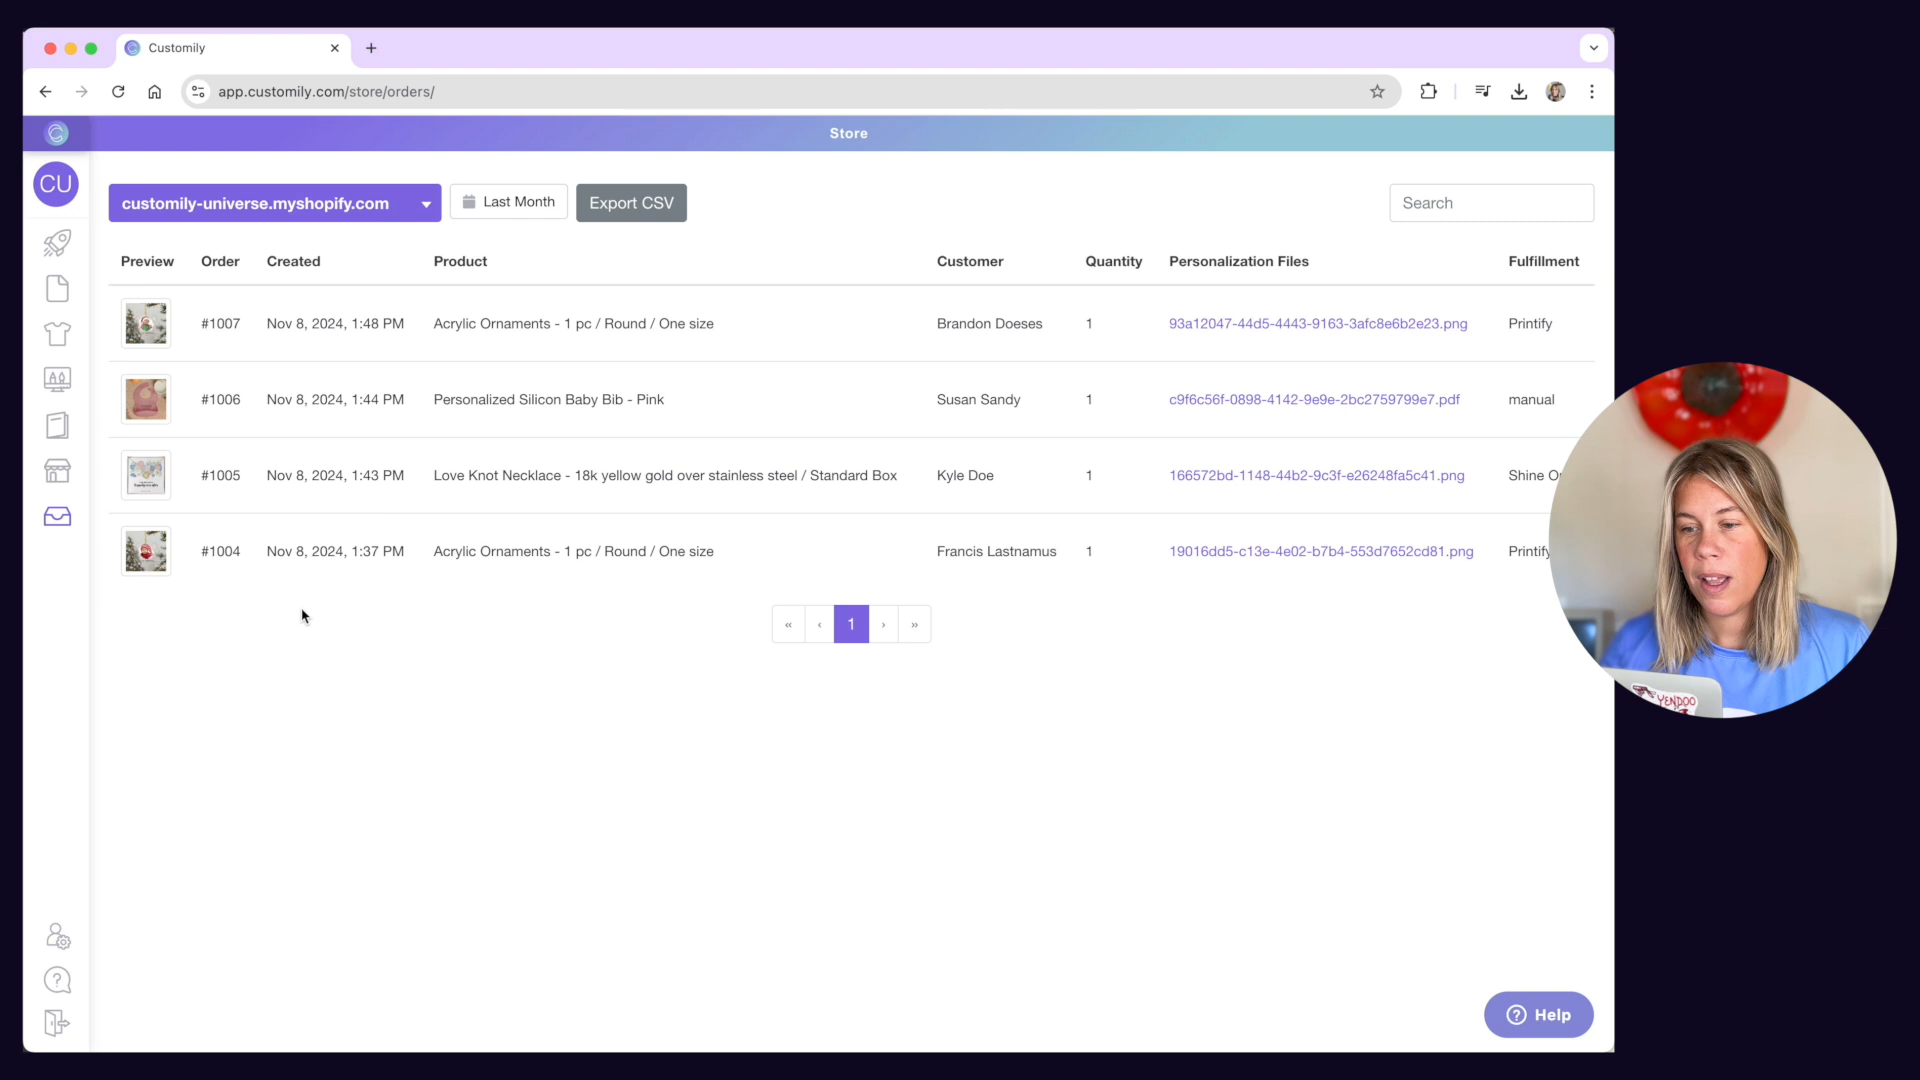 Customily
app.customily.com/store/orders/
Store
CU
customily-universe.myshopify.com
Last Month
Export CSV
Search
Preview Order Created Product Customer Quantity Personalization Files Fulfillment
#1007 Nov 8, 2024, 1:48 PM Acrylic Ornaments - 1 pc / Round / One size Brandon Doeses 1 93a12047-44d5-4443-9163-3afc8e6b2e23.png Printify
#1006 Nov 8, 2024, 1:44 PM Personalized Silicon Baby Bib - Pink Susan Sandy 1 c9f6c56f-0898-4142-9e9e-2bc2759799e7.pdf manual
#1005 Nov 8, 2024, 1:43 PM Love Knot Necklace - 18k yellow gold over stainless steel / Standard Box Kyle Doe 1 166572bd-1148-44b2-9c3f-e26248fa5c41.png Shine
#1004 Nov 8, 2024, 1:37 PM Acrylic Ornaments - 1 pc / Round / One size Francis Lastnamus 1 19016dd5-c13e-4e02-b7b4-553d7652cd81.png Printify
« ‹ 1 › »
YENDOO
Help